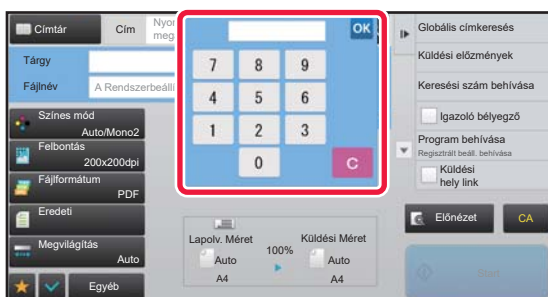 Címtár
Cím
Nyor
meg
OK
Globális címkeresés
Tárgy
Küldési előzmények
Fájlnév
A Rendszerbeáll
Keresési szám behívása
7 8 9
4 5 6
1 2 3
0 C
Színes mód
Auto/Mono2
Igazoló bélyegző
Felbontás
200x200dpi
Program behívása
Regisztrált beáll. behívása
Fájlformátum
PDF
Küldési
hely link
Eredeti
Előnézet
CA
Megvilágítás
Auto
Lapolv. Méret
100%
Küldési Méret
Auto
Auto
A4
A4
Egyéb
Start